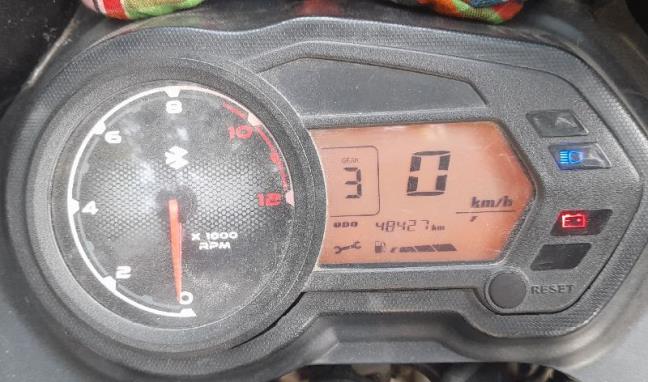 8
6
10
4
12
X 1000
RPM
2
0
GEAR
3
0
km/h
ODO 48427 km
RESET